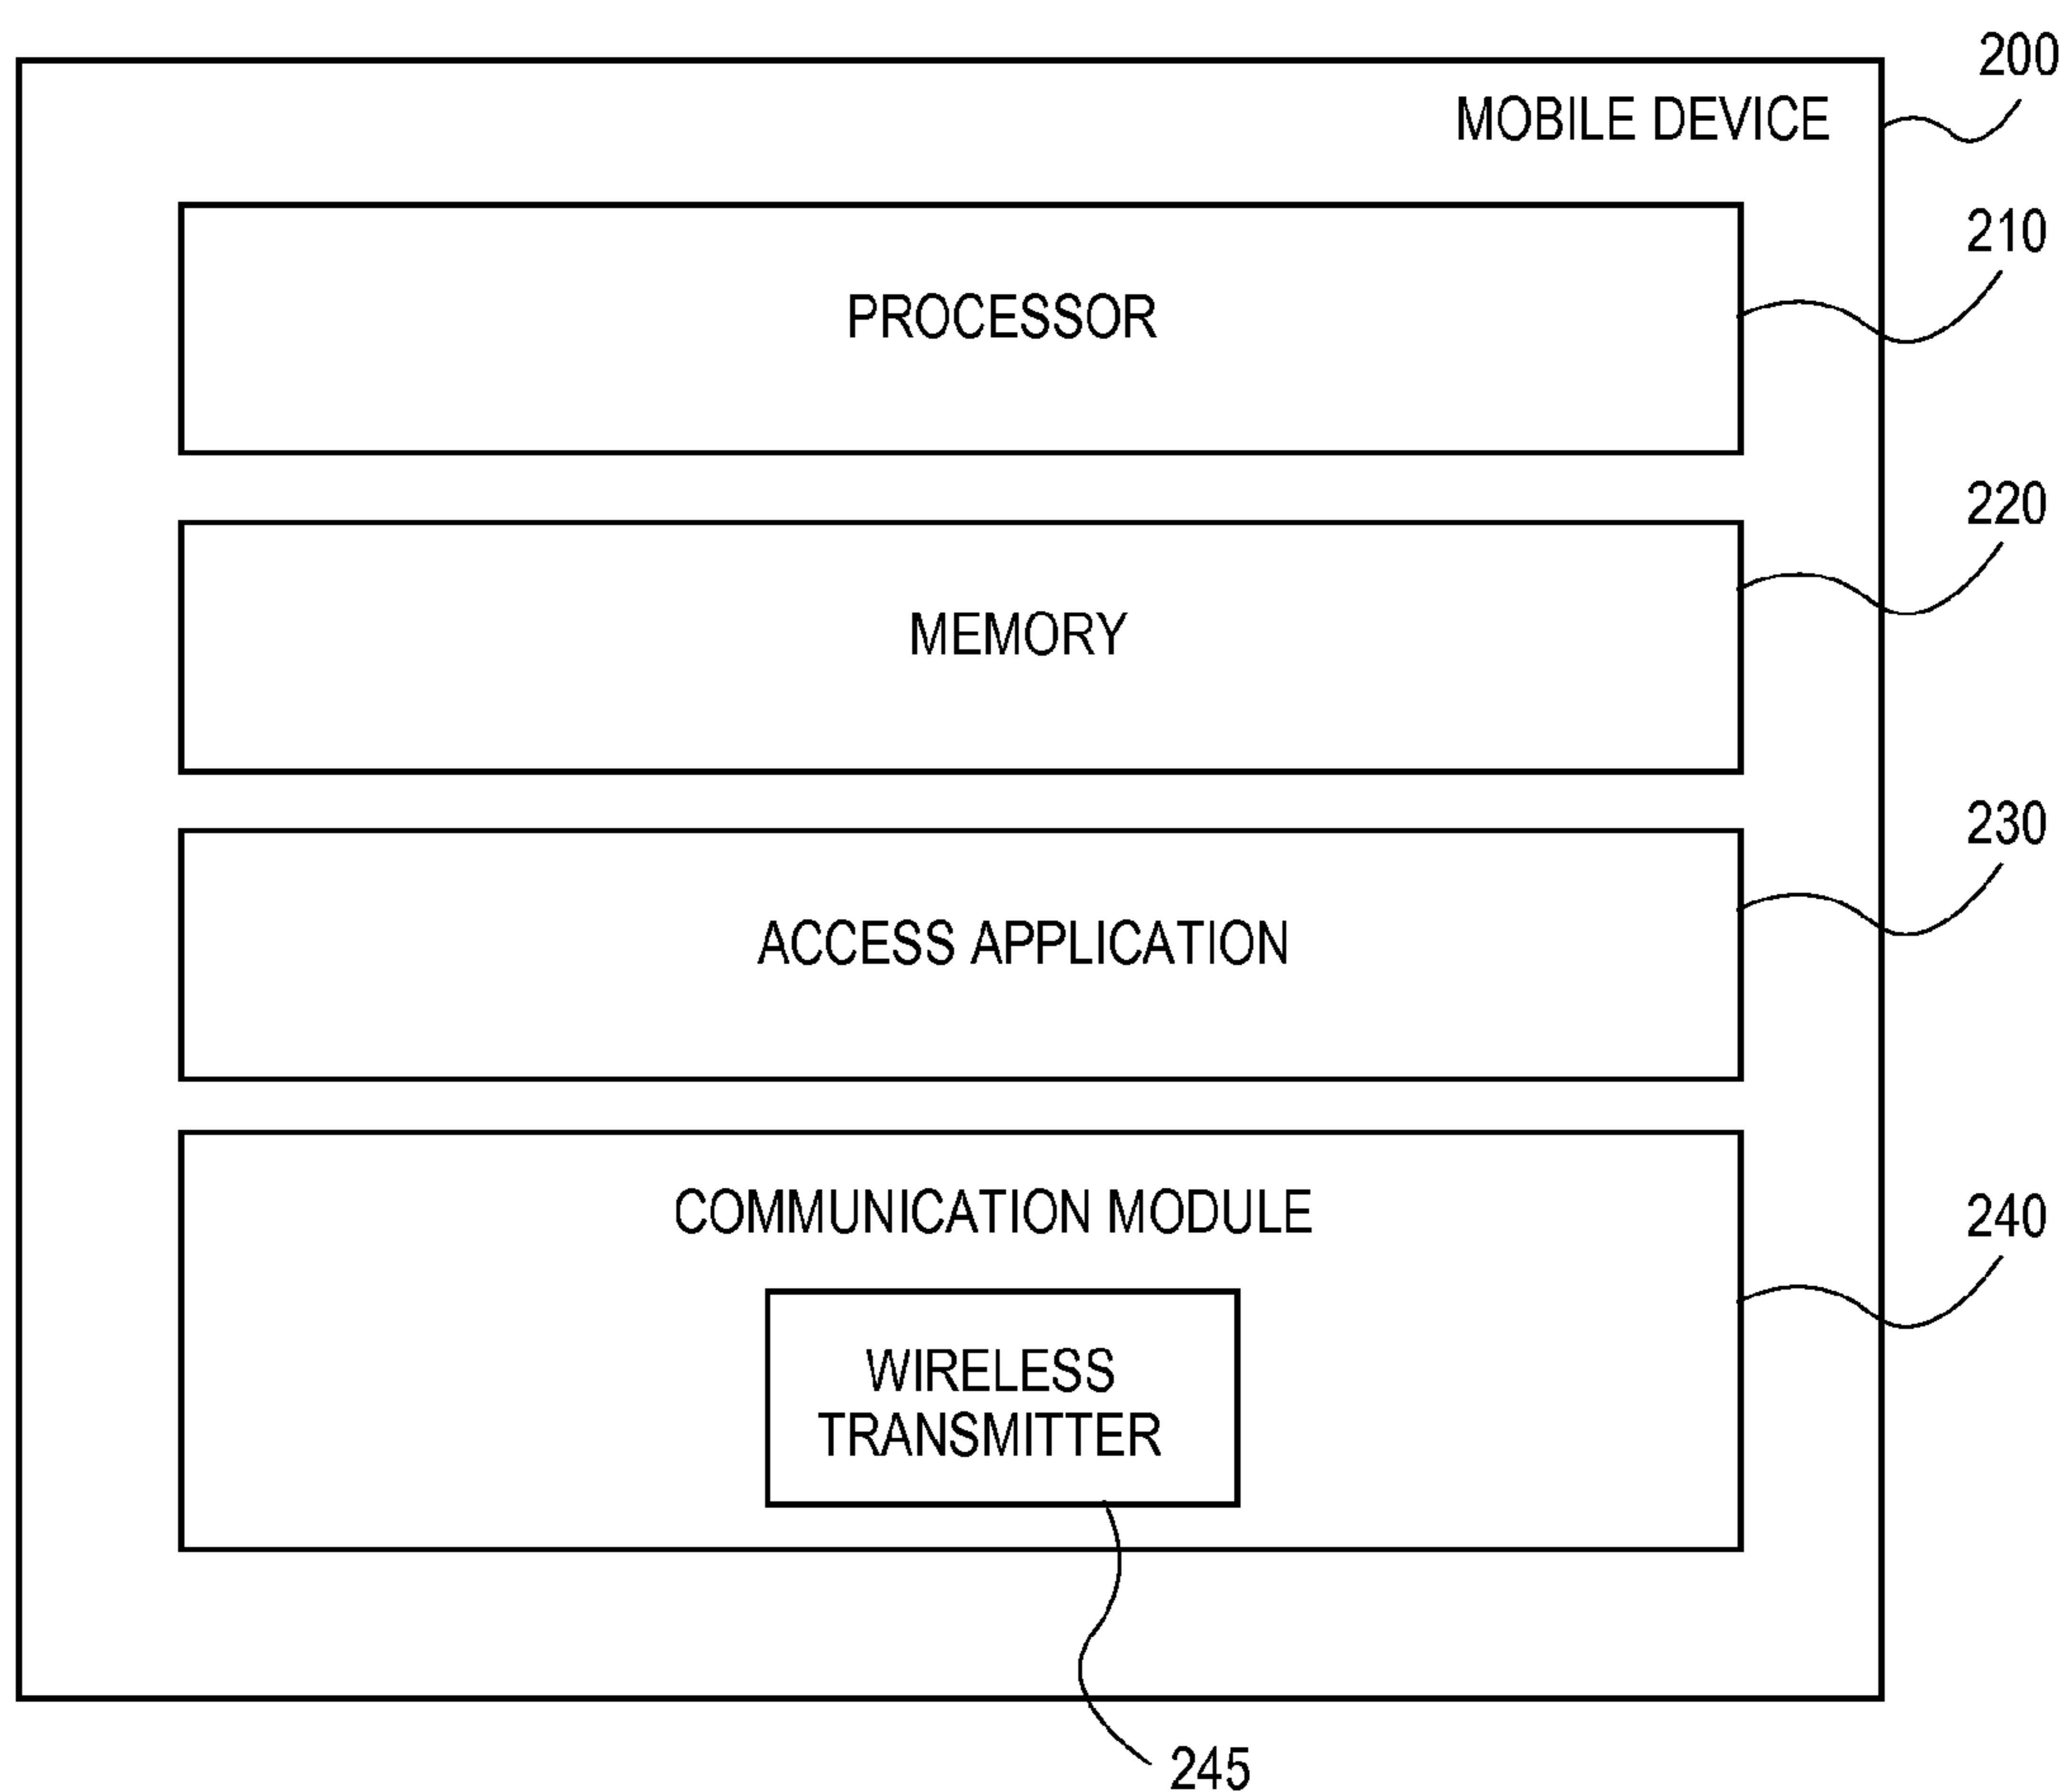 200
MOBILE DEVICE
210
PROCESSOR
220
MEMORY
230
ACCESS APPLICATION
240
COMMUNICATION MODULE
WIRELESS
TRANSMITTER
245